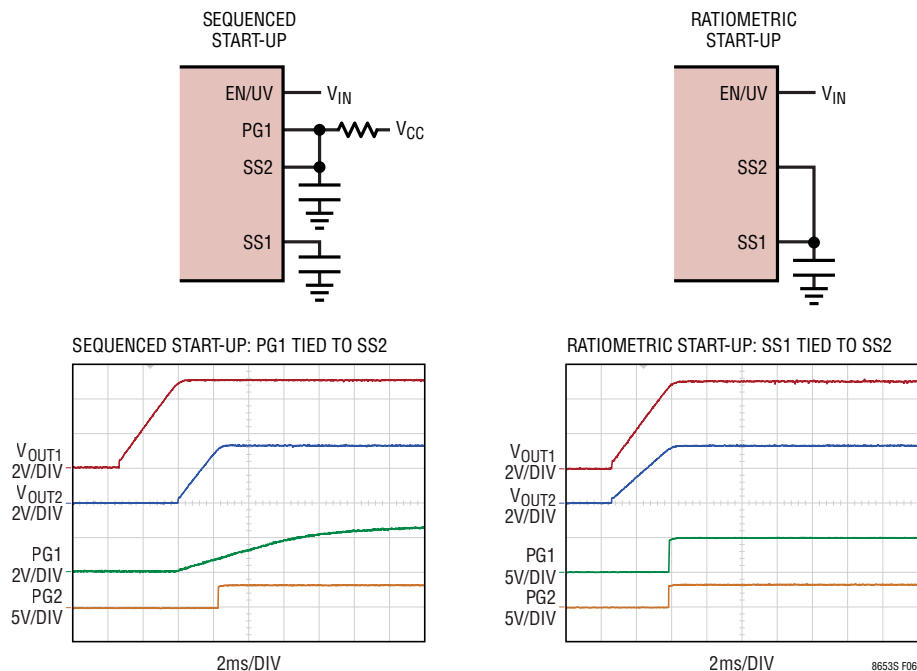 SEQUENCED
START-UP
EN/UV
VIN
PG1
VCC
SS2
SS1
RATIOMETRIC
START-UP
EN/UV
VIN
SS2
SS1
SEQUENCED START-UP: PG1 TIED TO SS2
VOUT1
2V/DIV
VOUT2
2V/DIV
PG1
2V/DIV
PG2
5V/DIV
2ms/DIV
RATIOMETRIC START-UP: SS1 TIED TO SS2
VOUT1
2V/DIV
VOUT2
2V/DIV
PG1
5V/DIV
PG2
5V/DIV
2ms/DIV
8653S F06